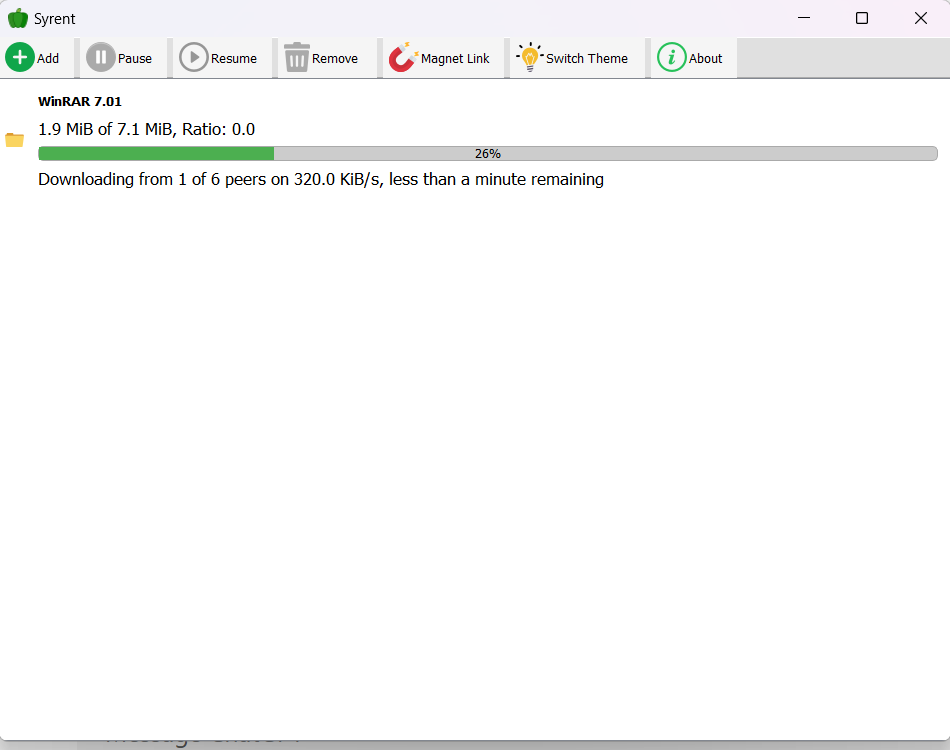 Syrent
Add Pause Resume Remove Magnet Link Switch Theme About
WinRAR 7.01
1.9 MiB of 7.1 MiB, Ratio: 0.0
26%
Downloading from 1 of 6 peers on 320.0 KiB/s, less than a minute remaining